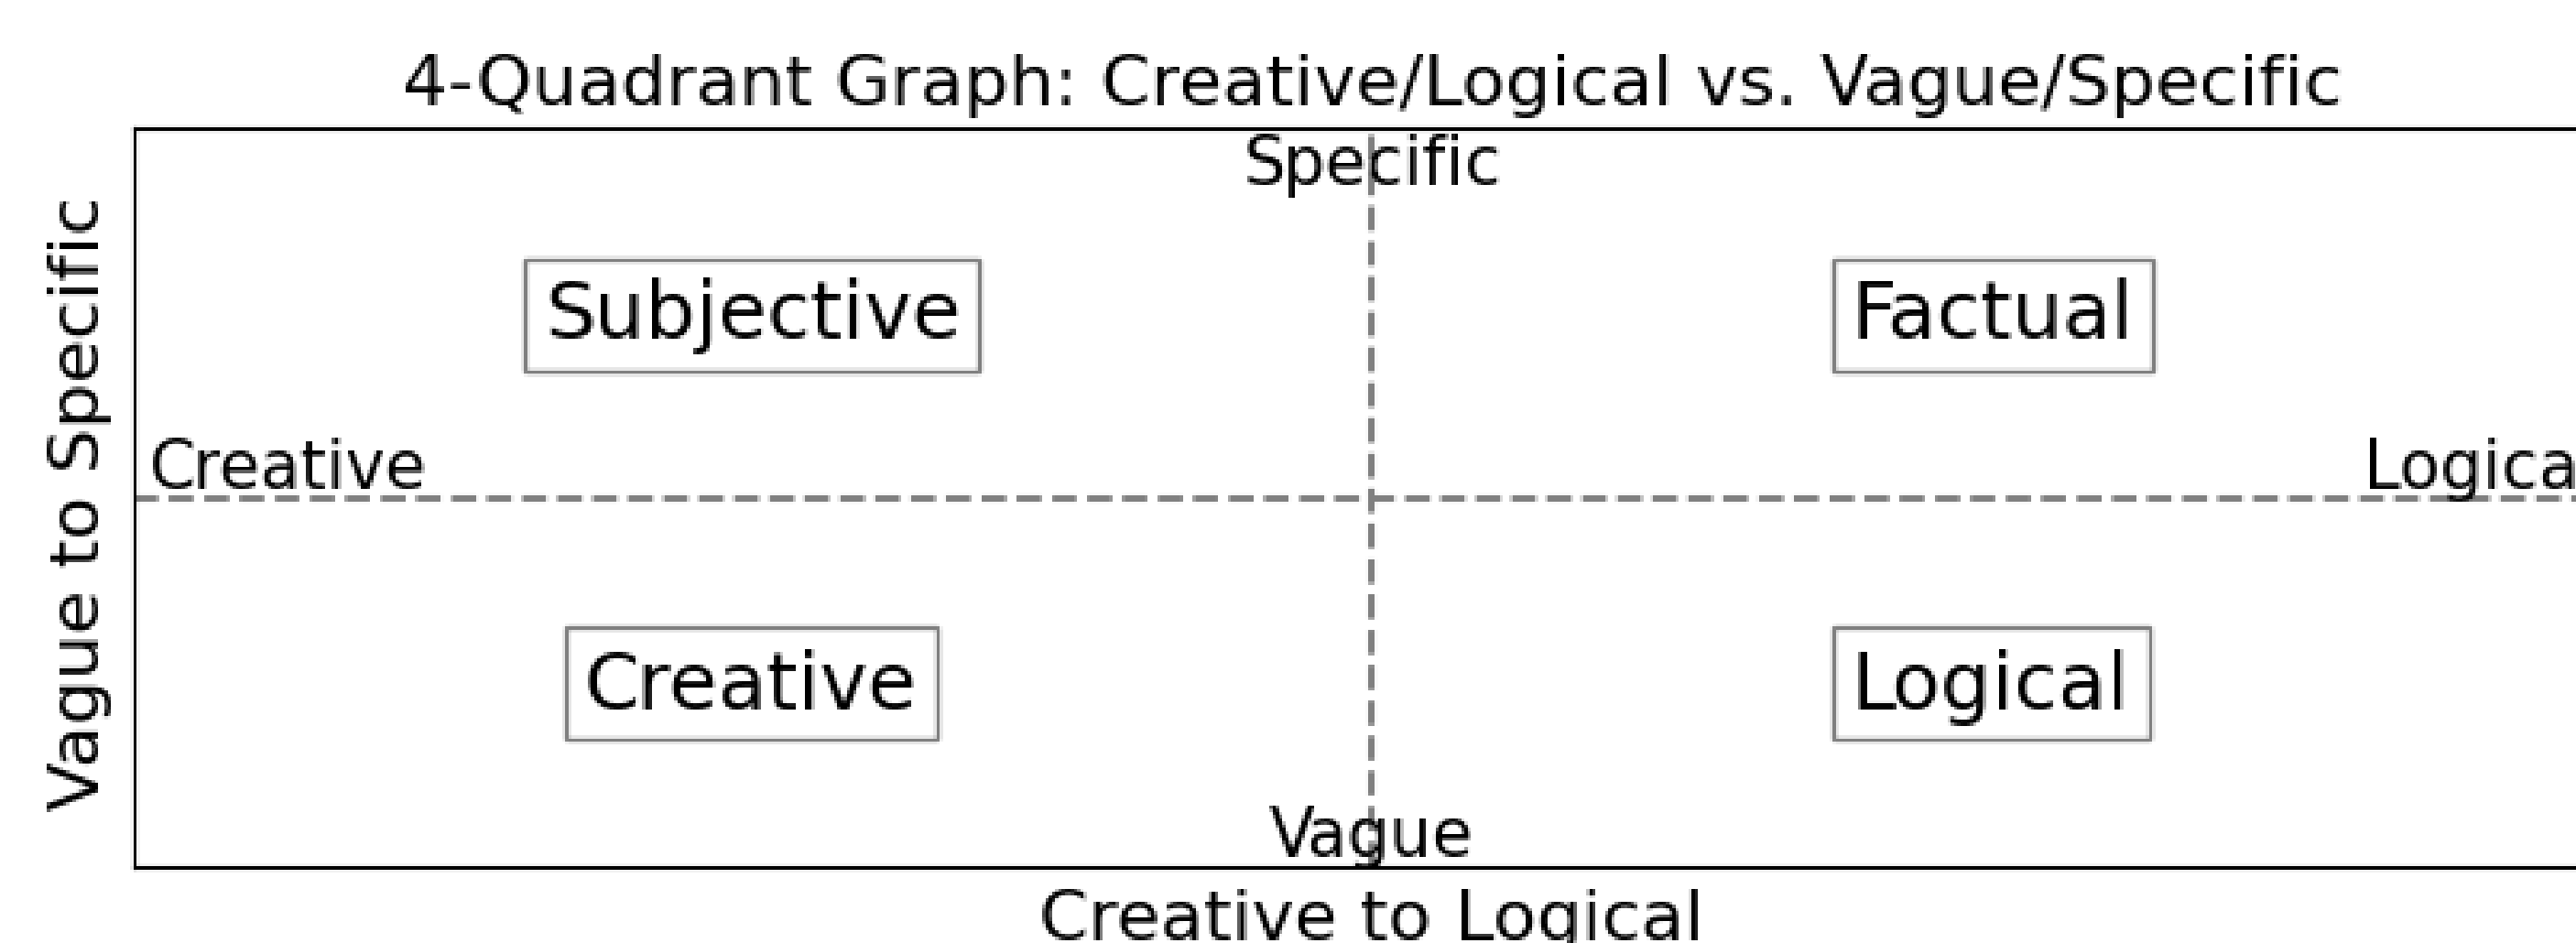 4-Quadrant Graph: Creative/Logical vs. Vague/Specific
Specific
Subjective
Factual
Vague to Specific
Creative
Logica
Creative
Logical
Vague
Creative to Logical